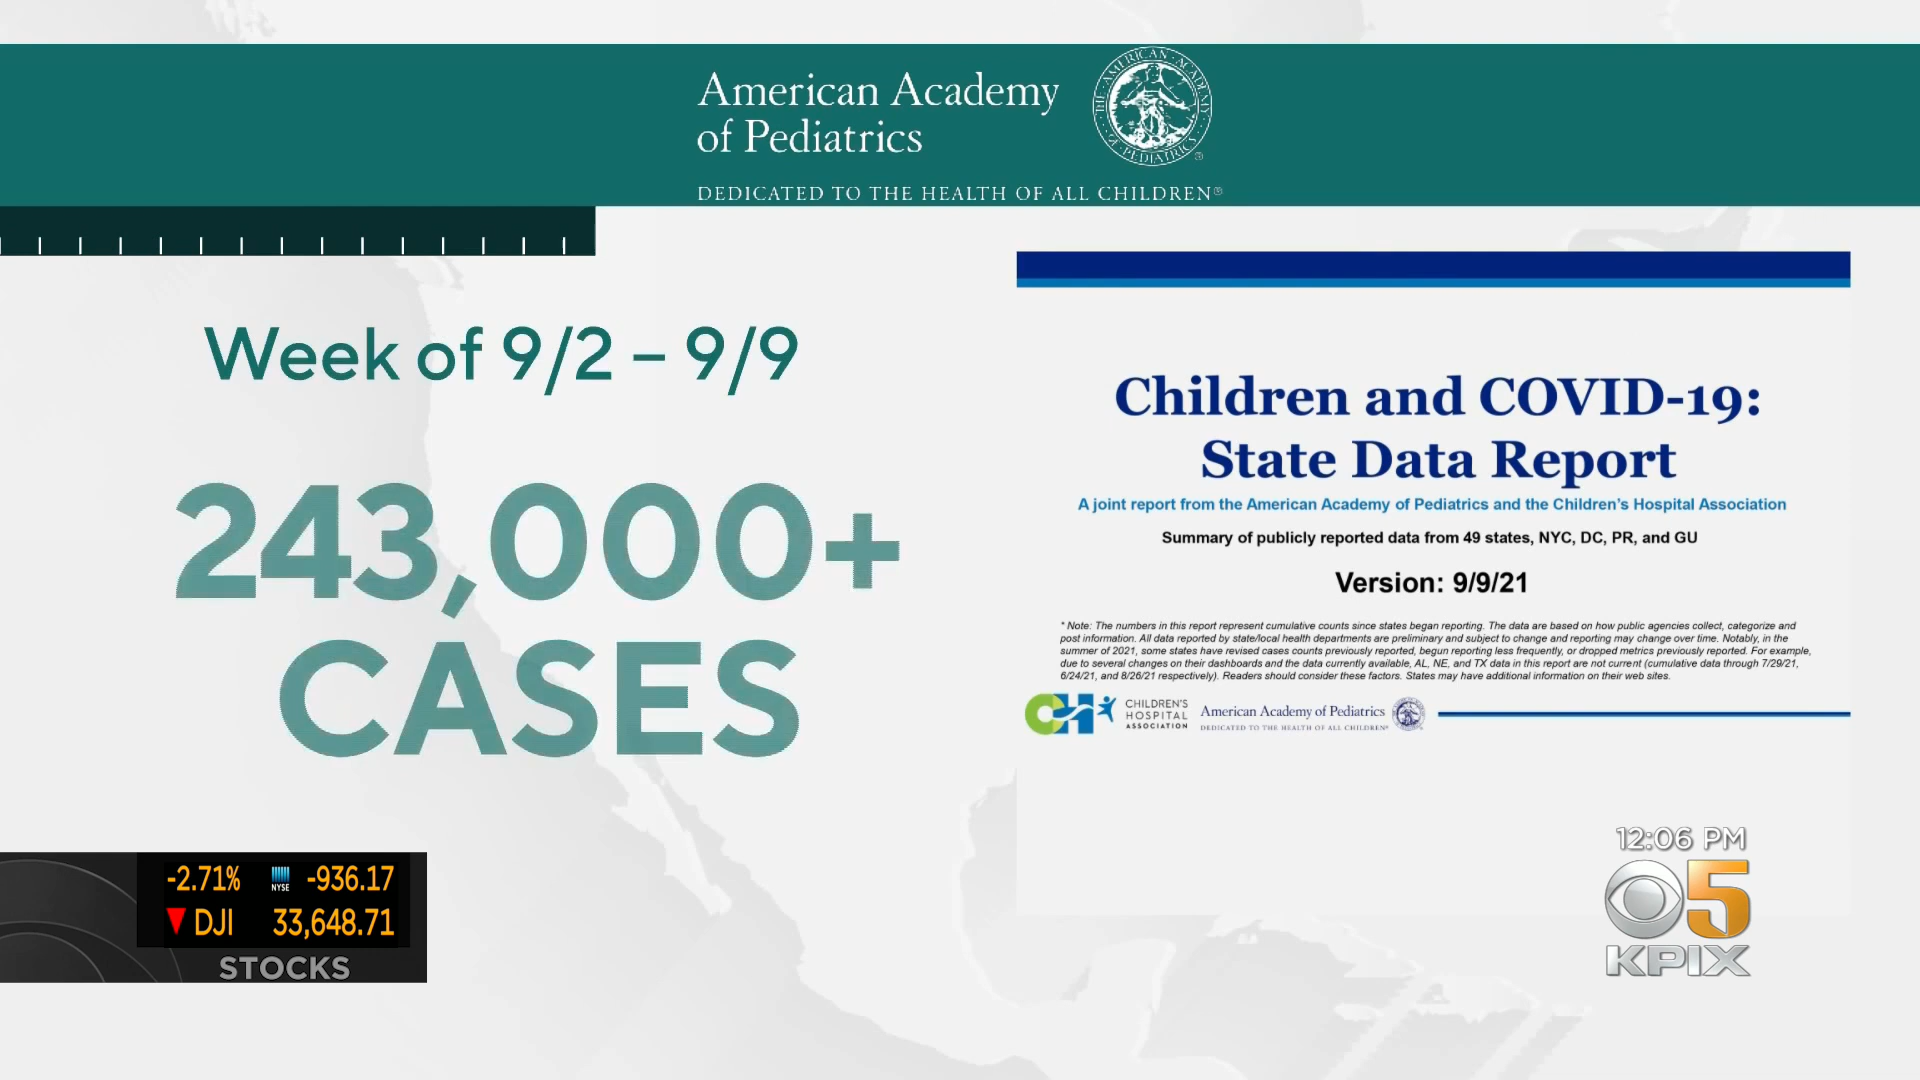 American Academy
of Pediatrics
DEDICATED TO THE HEALTH OF ALL CHILDREN®
THE · AMERICAN · ACADEMY · OF · PEDIATRICS ®
Week of 9/2 – 9/9
243,000+
CASES
Children and COVID-19:
State Data Report
A joint report from the American Academy of Pediatrics and the Children's Hospital Association
Summary of publicly reported data from 49 states, NYC, DC, PR, and GU
Version: 9/9/21
* Note: The numbers in this report represent cumulative counts since states began reporting. The data are based on how public agencies collect, categorize and
post information. All data reported by state/local health departments are preliminary and subject to change and reporting may change over time. Notably, in the
summer of 2021, some states have revised cases counts previously reported, begun reporting less frequently, or dropped metrics previously reported. For example,
due to several changes on their dashboards and the data currently available, AL, NE, and TX data in this report are not current (cumulative data through 7/29/21,
6/24/21, and 8/26/21 respectively). Readers should consider these factors. States may have additional information on their web sites.
CHILDREN'S
HOSPITAL
ASSOCIATION
American Academy of Pediatrics
DEDICATED TO THE HEALTH OF ALL CHILDREN®
-2.71% NYSE -936.17
DJI 33,648.71
STOCKS
12:06 PM
5
KPIX